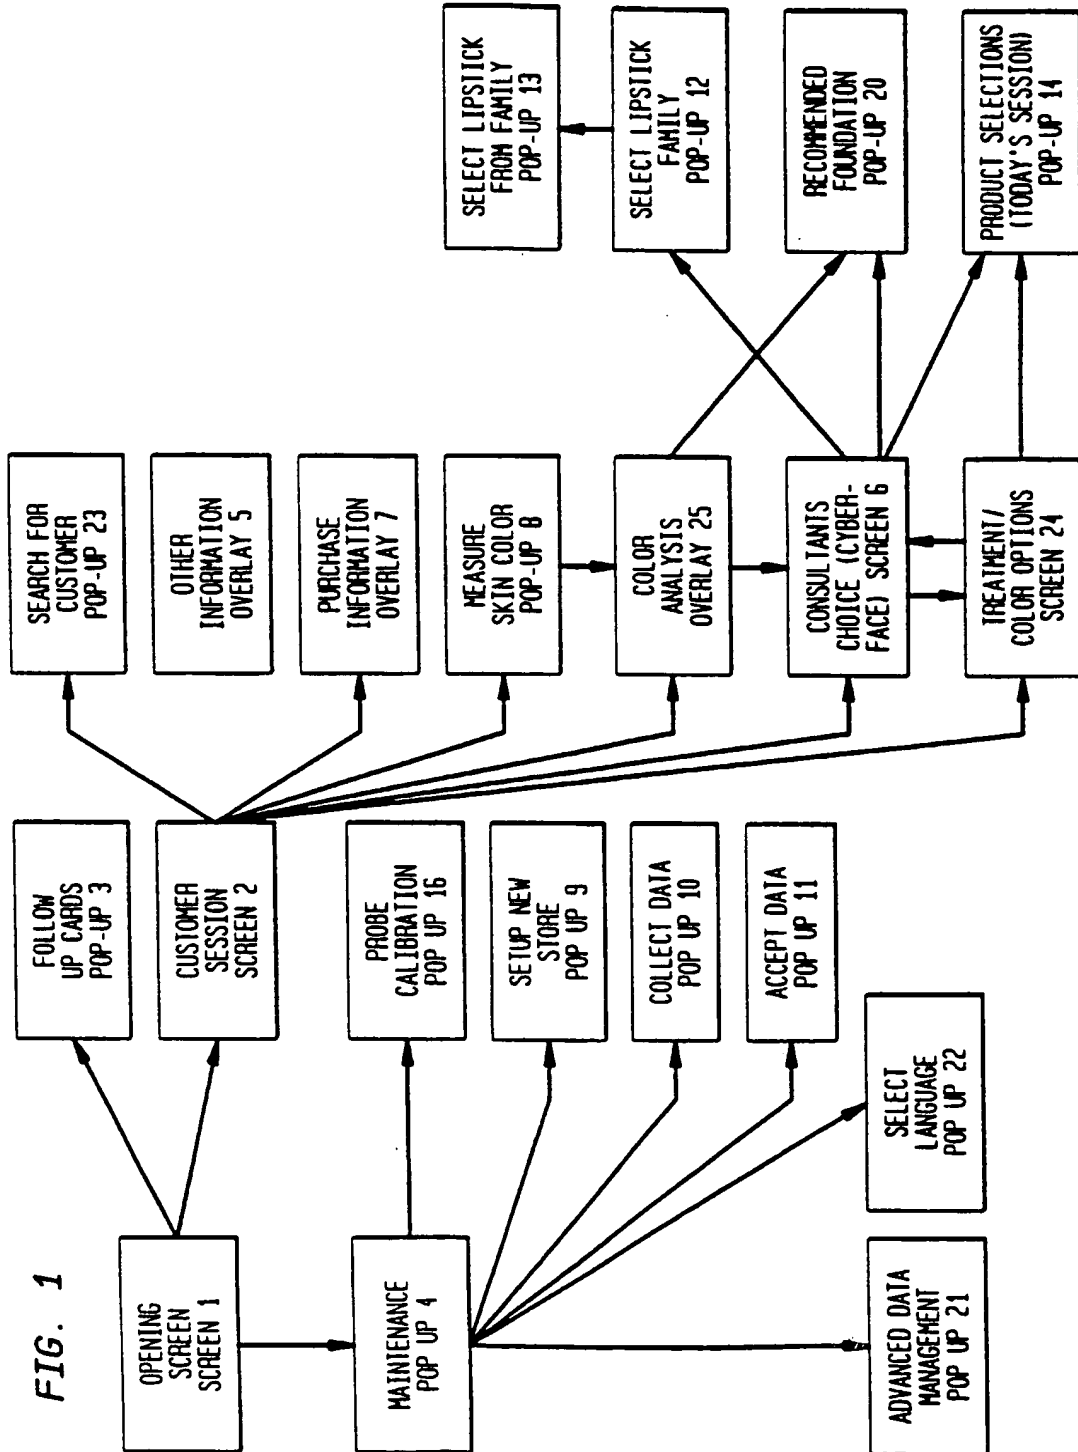 FIG. 1
OPENING
SCREEN
SCREEN 1
MAINTENANCE
POP UP 4
ADVANCED DATA
MANAGEMENT
POP UP 21
FOLLOW
UP CARDS
POP-UP 3
CUSTOMER
SESSION
SCREEN 2
PROBE
CALIBRATION
POP UP 16
SETUP NEW
STORE
POP UP 9
COLLECT DATA
POP UP 10
ACCEPT DATA
POP UP 11
SELECT
LANGUAGE
POP UP 22
SEARCH FOR
CUSTOMER
POP-UP 23
OTHER
INFORMATION
OVERLAY 5
PURCHASE
INFORMATION
OVERLAY 7
MEASURE
SKIN COLOR
POP-UP 8
COLOR
ANALYSIS
OVERLAY 25
CONSULTANTS
CHOICE (CYBER-
FACE) SCREEN 6
TREATMENT/
COLOR OPTIONS
SCREEN 24
SELECT LIPSTICK
FROM FAMILY
POP-UP 13
SELECT LIPSTICK
FAMILY
POP-UP 12
RECOMMENDED
FOUNDATION
POP-UP 20
PRODUCT SELECTIONS
(TODAY'S SESSION)
POP-UP 14